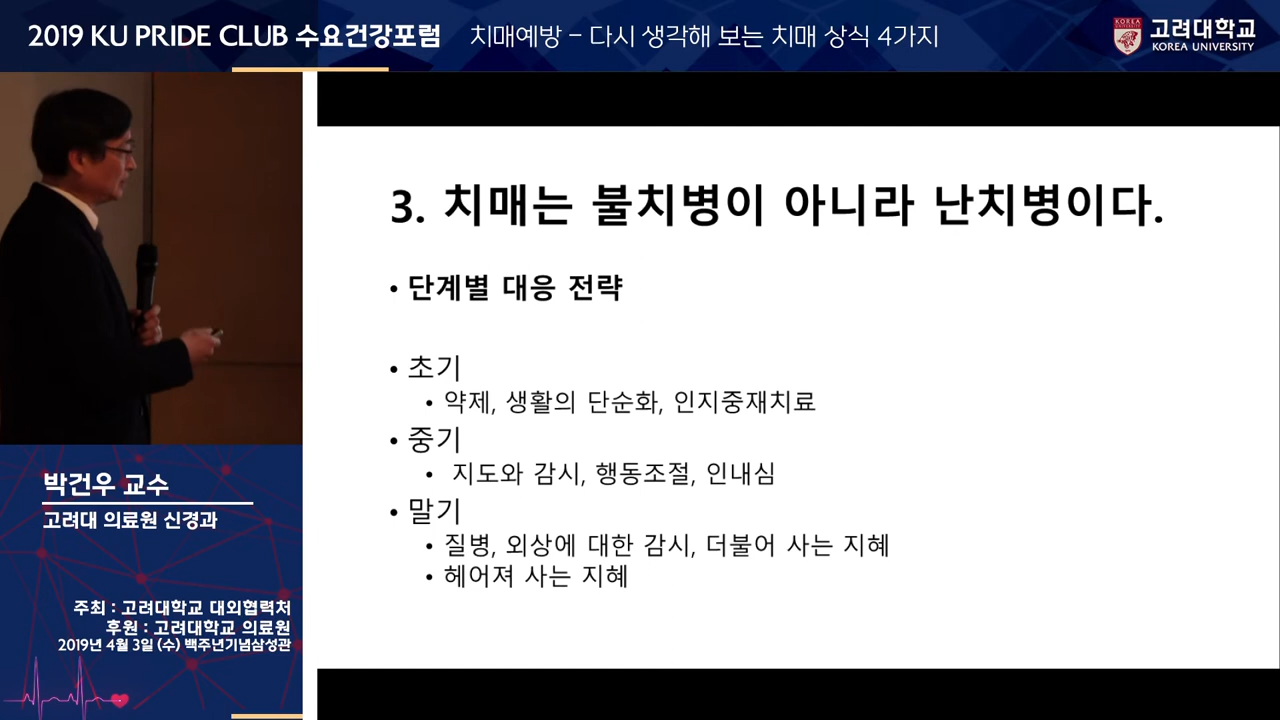 2019 KU PRIDE CLUB 수요건강포럼 치매예방 – 다시 생각해 보는 치매 상식 4가지
KOREA
고려대학교
KOREA UNIVERSITY
3. 치매는 불치병이 아니라 난치병이다.
• 단계별 대응 전략
• 초기
• 약제, 생활의 단순화, 인지중재치료
• 중기
• 지도와 감시, 행동조절, 인내심
• 말기
• 질병, 외상에 대한 감시, 더불어 사는 지혜
• 헤어져 사는 지혜
박건우 교수
고려대 의료원 신경과
주최 : 고려대학교 대외협력처
후원 : 고려대학교 의료원
2019년 4월 3일 (수) 백주년기념삼성관